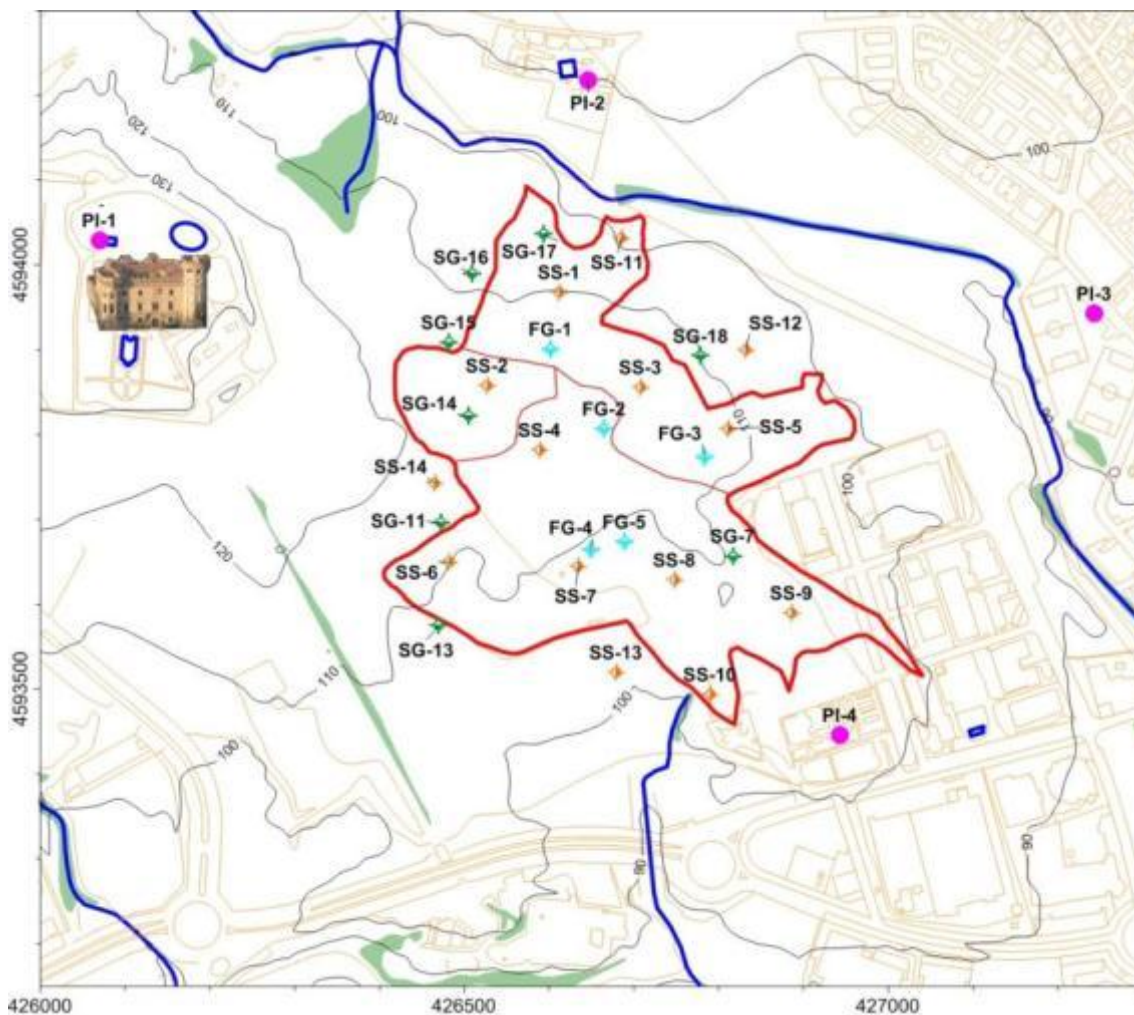 110
120
130
100
PI-2
100
PI-1
SG-17
SS-11
4594000
SG-16
SS-1
PI-3
SG-15
FG-1
SG-18
SS-12
SS-2
SS-3
90
SG-14
FG-2
110
SS-4
FG-3
SS-5
SS-14
100
SG-11
FG-4
FG-5
SG-7
120
SS-6
SS-7
SS-8
SS-9
SG-13
110
SS-13
SS-10
100
4593500
PI-4
100
90
90
426000
426500
427000